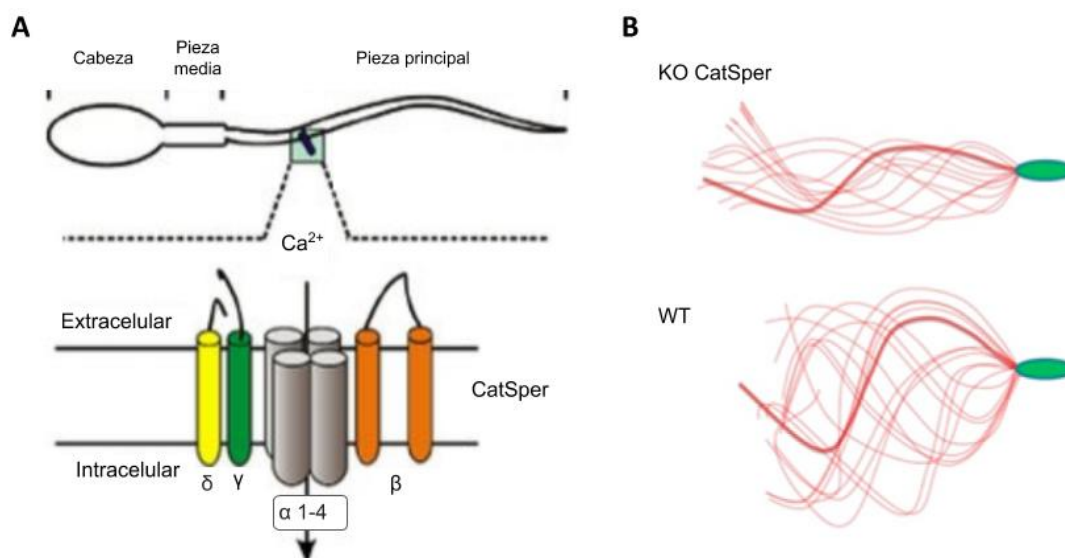 A
Cabeza
Pieza
media
Pieza principal
Ca²⁺
Extracelular
CatSper
Intracelular
δ
γ
β
α 1-4
B
KO CatSper
WT